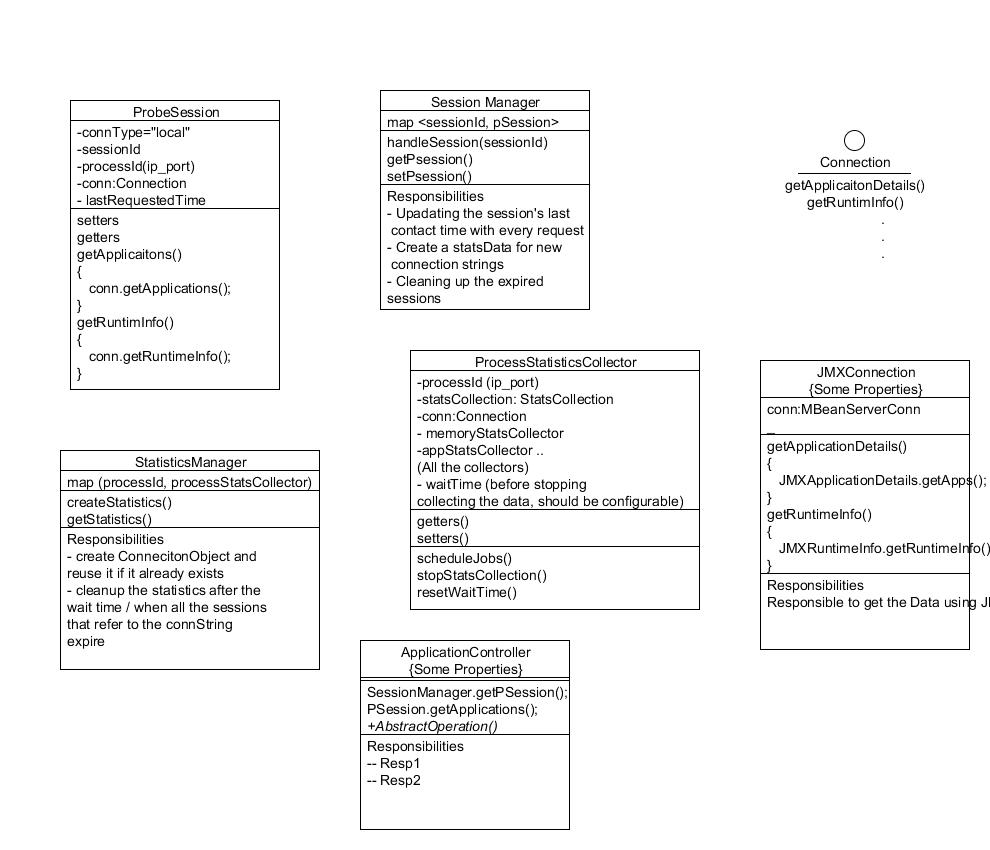 ProbeSession
-connType="local"
-sessionId
-processId(ip_port)
-conn:Connection
- lastRequestedTime
setters
getters
getApplicaitons()
{
conn.getApplications();
}
getRuntimInfo()
{
conn.getRuntimeInfo();
}
Session Manager
map <sessionId, pSession>
handleSession(sessionId)
getPsession()
setPsession()
Responsibilities
- Upadating the session's last
contact time with every request
- Create a statsData for new
connection strings
- Cleaning up the expired
sessions
Connection
getApplicaitonDetails()
getRuntimInfo()
.
.
.
ProcessStatisticsCollector
-processId (ip_port)
-statsCollection: StatsCollection
-conn:Connection
- memoryStatsCollector
-appStatsCollector ..
(All the collectors)
- waitTime (before stopping
collecting the data, should be configurable)
getters()
setters()
scheduleJobs()
stopStatsCollection()
resetWaitTime()
JMXConnection
{Some Properties}
conn:MBeanServerConn
_
getApplicationDetails()
{
JMXApplicationDetails.getApps();
}
getRuntimeInfo()
{
JMXRuntimeInfo.getRuntimeInfo()
}
Responsibilities
Responsible to get the Data using J
StatisticsManager
map (processId, processStatsCollector)
createStatistics()
getStatistics()
Responsibilities
- create ConnecitonObject and
reuse it if it already exists
- cleanup the statistics after the
wait time / when all the sessions
that refer to the connString
expire
ApplicationController
{Some Properties}
SessionManager.getPSession();
PSession.getApplications();
+AbstractOperation()
Responsibilities
-- Resp1
-- Resp2